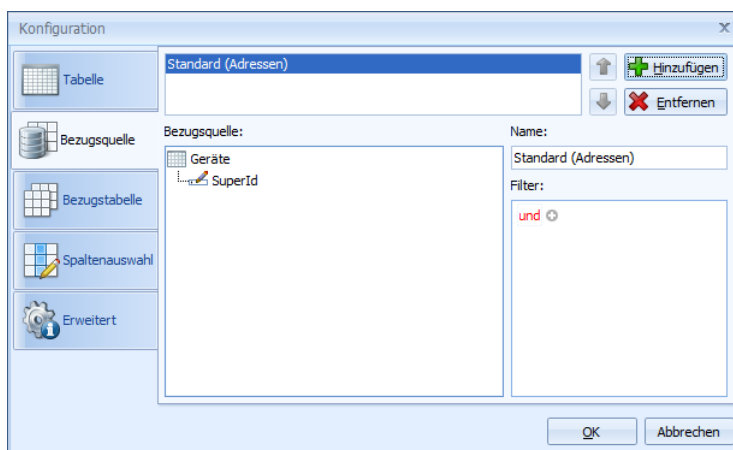 Konfiguration
Tabelle
Bezugsquelle
Bezugstabelle
Spaltenauswahl
Erweitert
Standard (Adressen)
Hinzufügen
Entfernen
Bezugsquelle:
Geräte
SuperId
Name:
Standard (Adressen)
Filter:
und
OK
Abbrechen